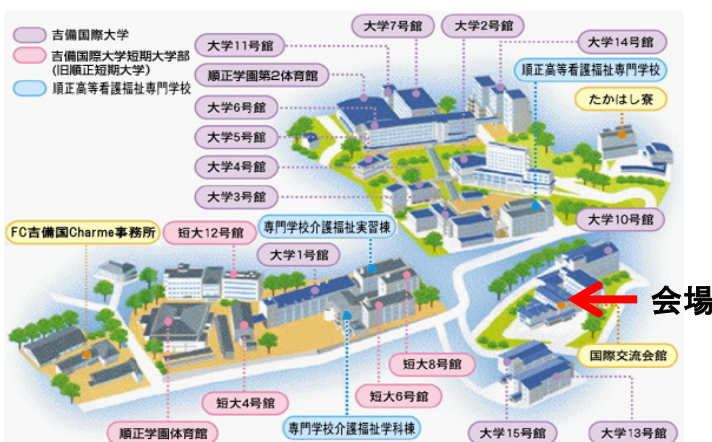 吉備国際大学
吉備国際大学短期大学部
(旧順正短期大学)
順正高等看護福祉専門学校
大学7号館
大学2号館
大学11号館
大学14号館
順正学園第2体育館
順正高等看護福祉専門学校
大学6号館
たかはし寮
大学5号館
大学4号館
大学3号館
大学10号館
FC吉備国Charme事務所
短大12号館
専門学校介護福祉実習棟
大学1号館
会場
国際交流会館
短大8号館
短大6号館
短大4号館
順正学園体育館
専門学校介護福祉学科棟
大学15号館
大学13号館